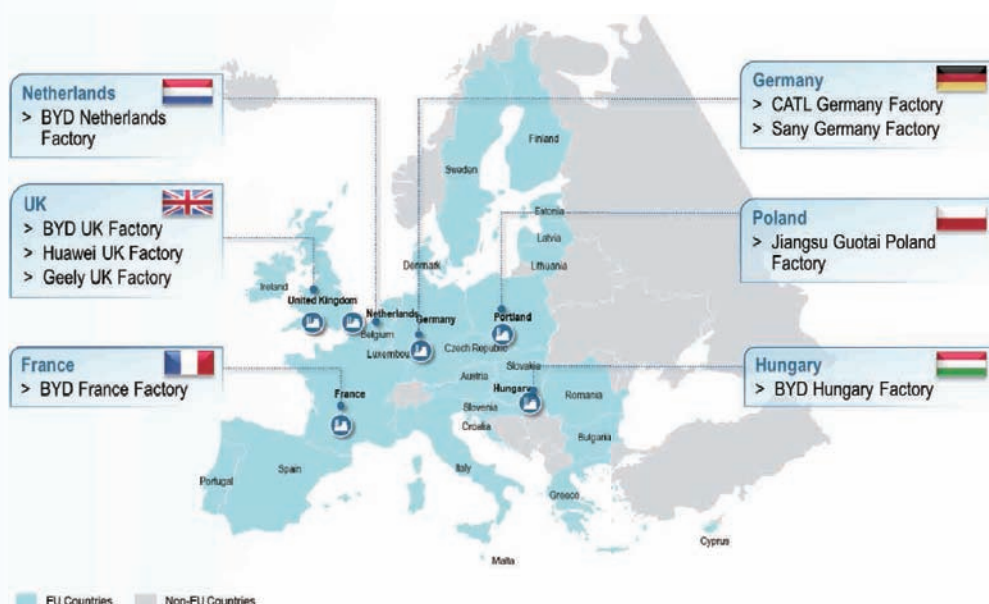 Netherlands
> BYD Netherlands
Factory
UK
> BYD UK Factory
> Huawei UK Factory
> Geely UK Factory
France
> BYD France Factory
Germany
> CATL Germany Factory
> Sany Germany Factory
Poland
> Jiangsu Guotai Poland
Factory
Hungary
> BYD Hungary Factory
Finland
Sweden
Estonia
Latvia
Lithuania
Denmark
Ireland
United Kingdom
Netherlands
Germany
Portland
Belgium
Luxembou
Czech Republic
Slovakia
Austria
Hungary
Romania
France
Slovenia
Croatia
Bulgaria
Italy
Spain
Portugal
Greece
Cyprus
Malta
EU Countries
Non-EU Countries